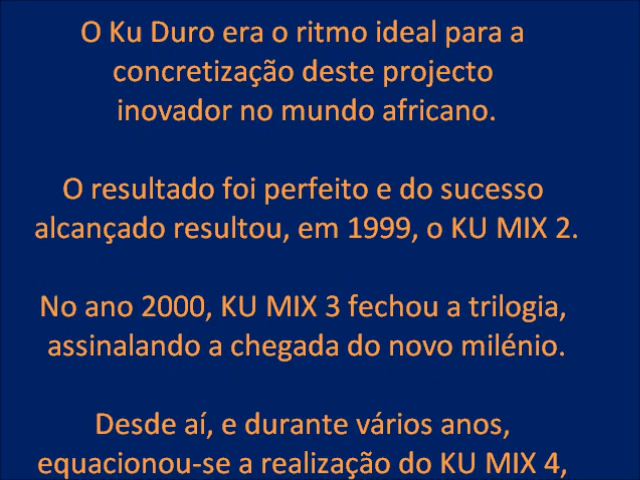 O Ku Duro era o ritmo ideal para a
concretização deste projecto
inovador no mundo africano.
O resultado foi perfeito e do sucesso
alcançado resultou, em 1999, o KU MIX 2.
No ano 2000, KU MIX 3 fechou a trilogia,
assinalando a chegada do novo milénio.
Desde aí, e durante vários anos,
equacionou-se a realização do KU MIX 4,